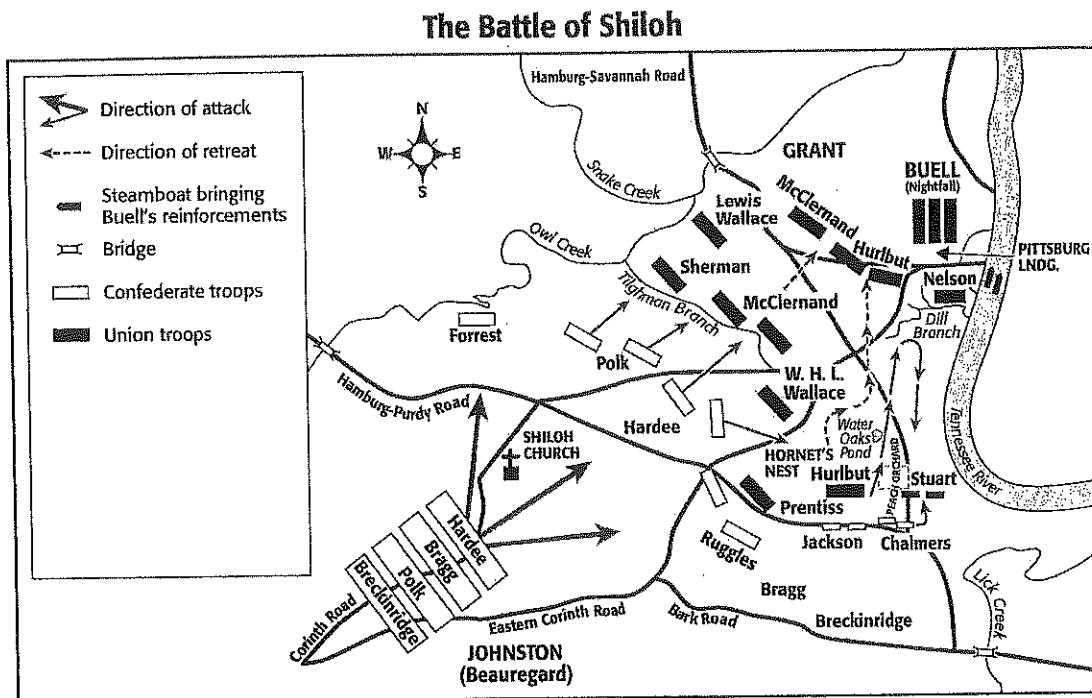 The Battle of Shiloh
Direction of attack
Direction of retreat
Steamboat bringing
Buell's reinforcements
Bridge
Confederate troops
Union troops
N
W
E
S
Hamburg-Savannah Road
Snake Creek
Owl Creek
Tilghman Branch
GRANT
BUELL
(Nightfall)
McClernand
Lewis
Wallace
Hurlbut
PITTSBURG
LNDG.
Sherman
Nelson
McClernand
Dill
Branch
Forrest
Polk
W. H. L.
Wallace
Hamburg-Purdy Road
Hardee
Water
Oaks
Pond
Tennessee River
SHILOH
CHURCH
HORNET'S
NEST
Hurlbut
PEACH ORCHARD
Stuart
Prentiss
Hardee
Bragg
Polk
Breckinridge
Ruggles
Jackson
Chalmers
Bragg
Lick Creek
Corinth Road
Eastern Corinth Road
Bark Road
Breckinridge
JOHNSTON
(Beauregard)